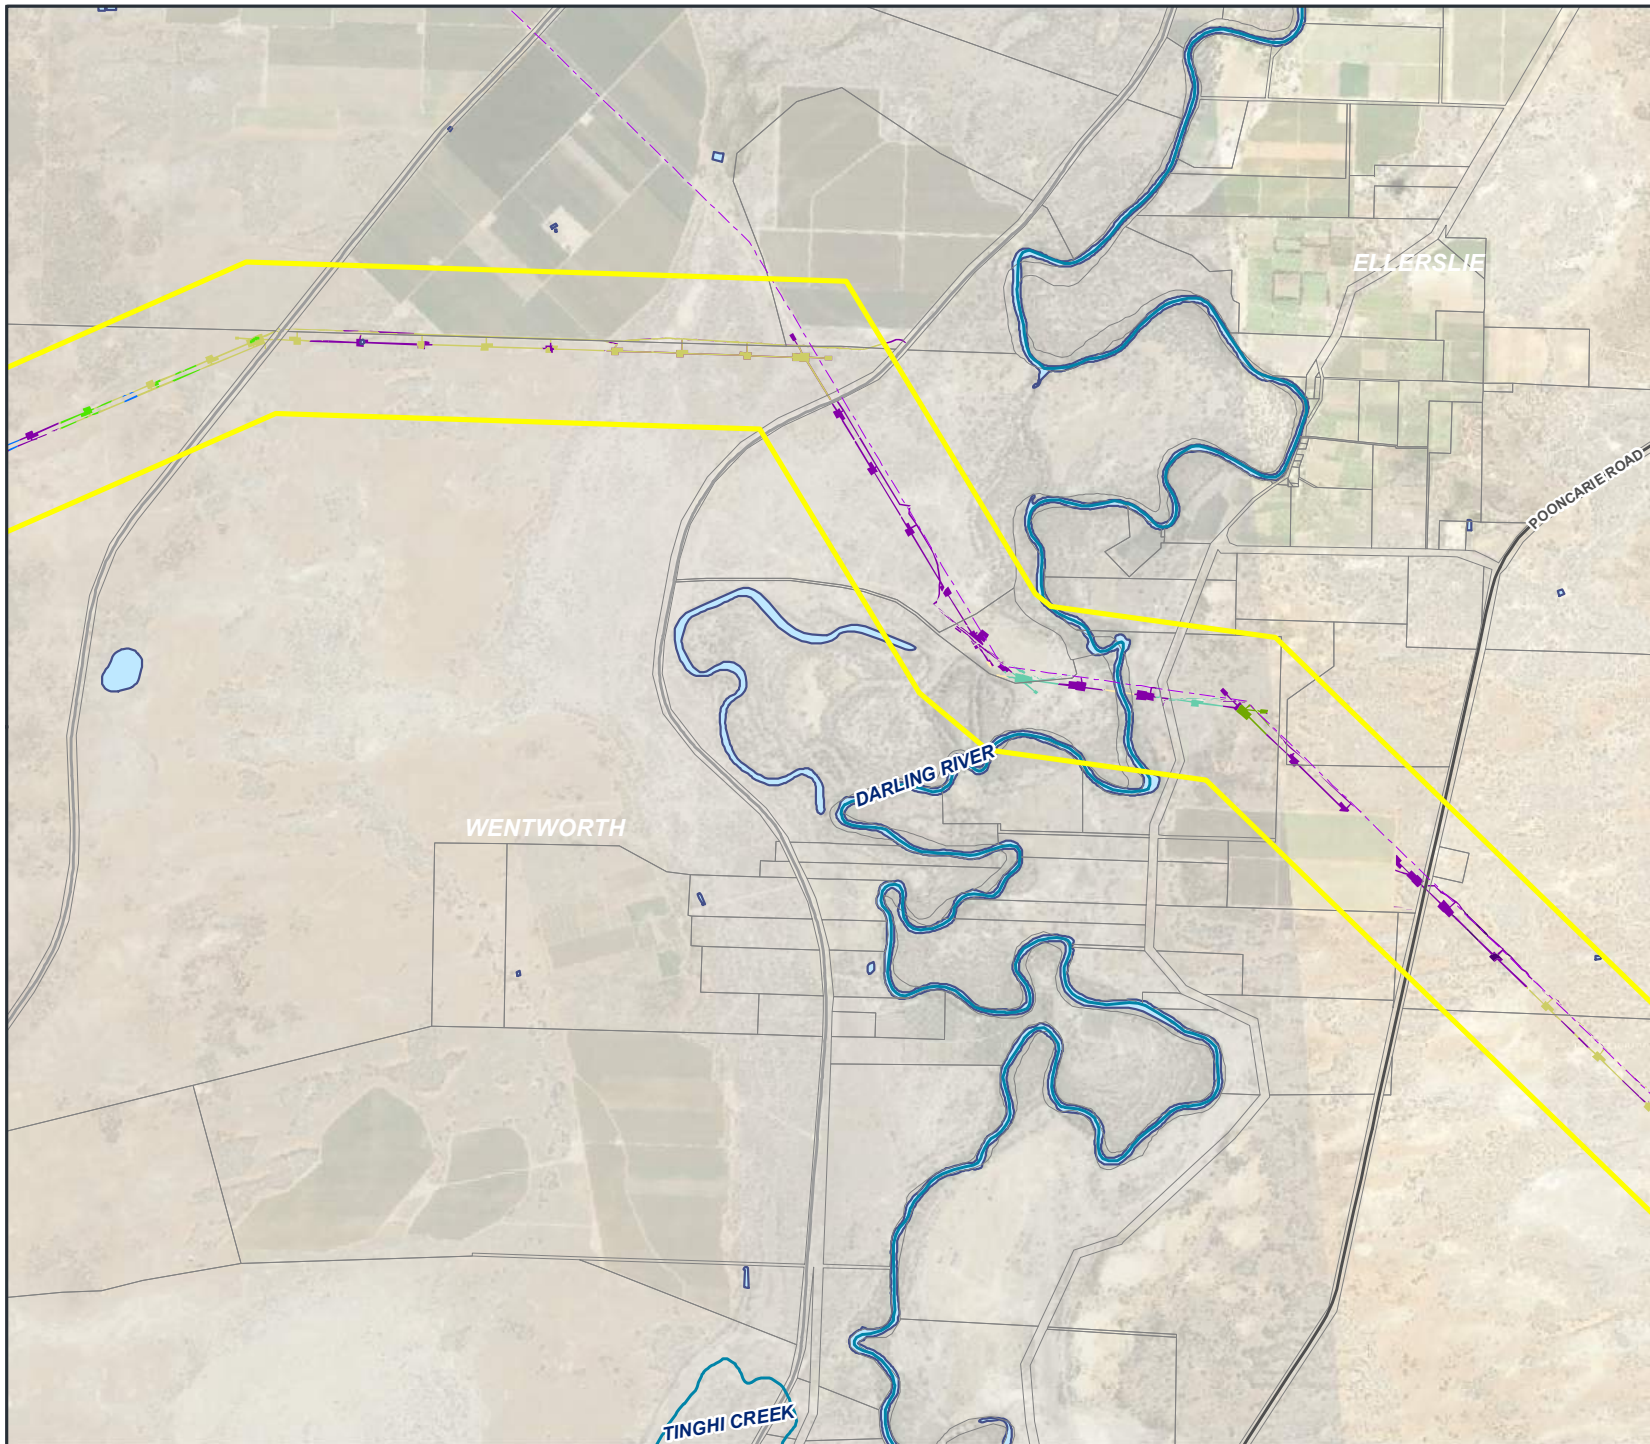 ELLERSLIE
POONCARIE ROAD
DARLING RIVER
WENTWORTH
TINGHI CREEK